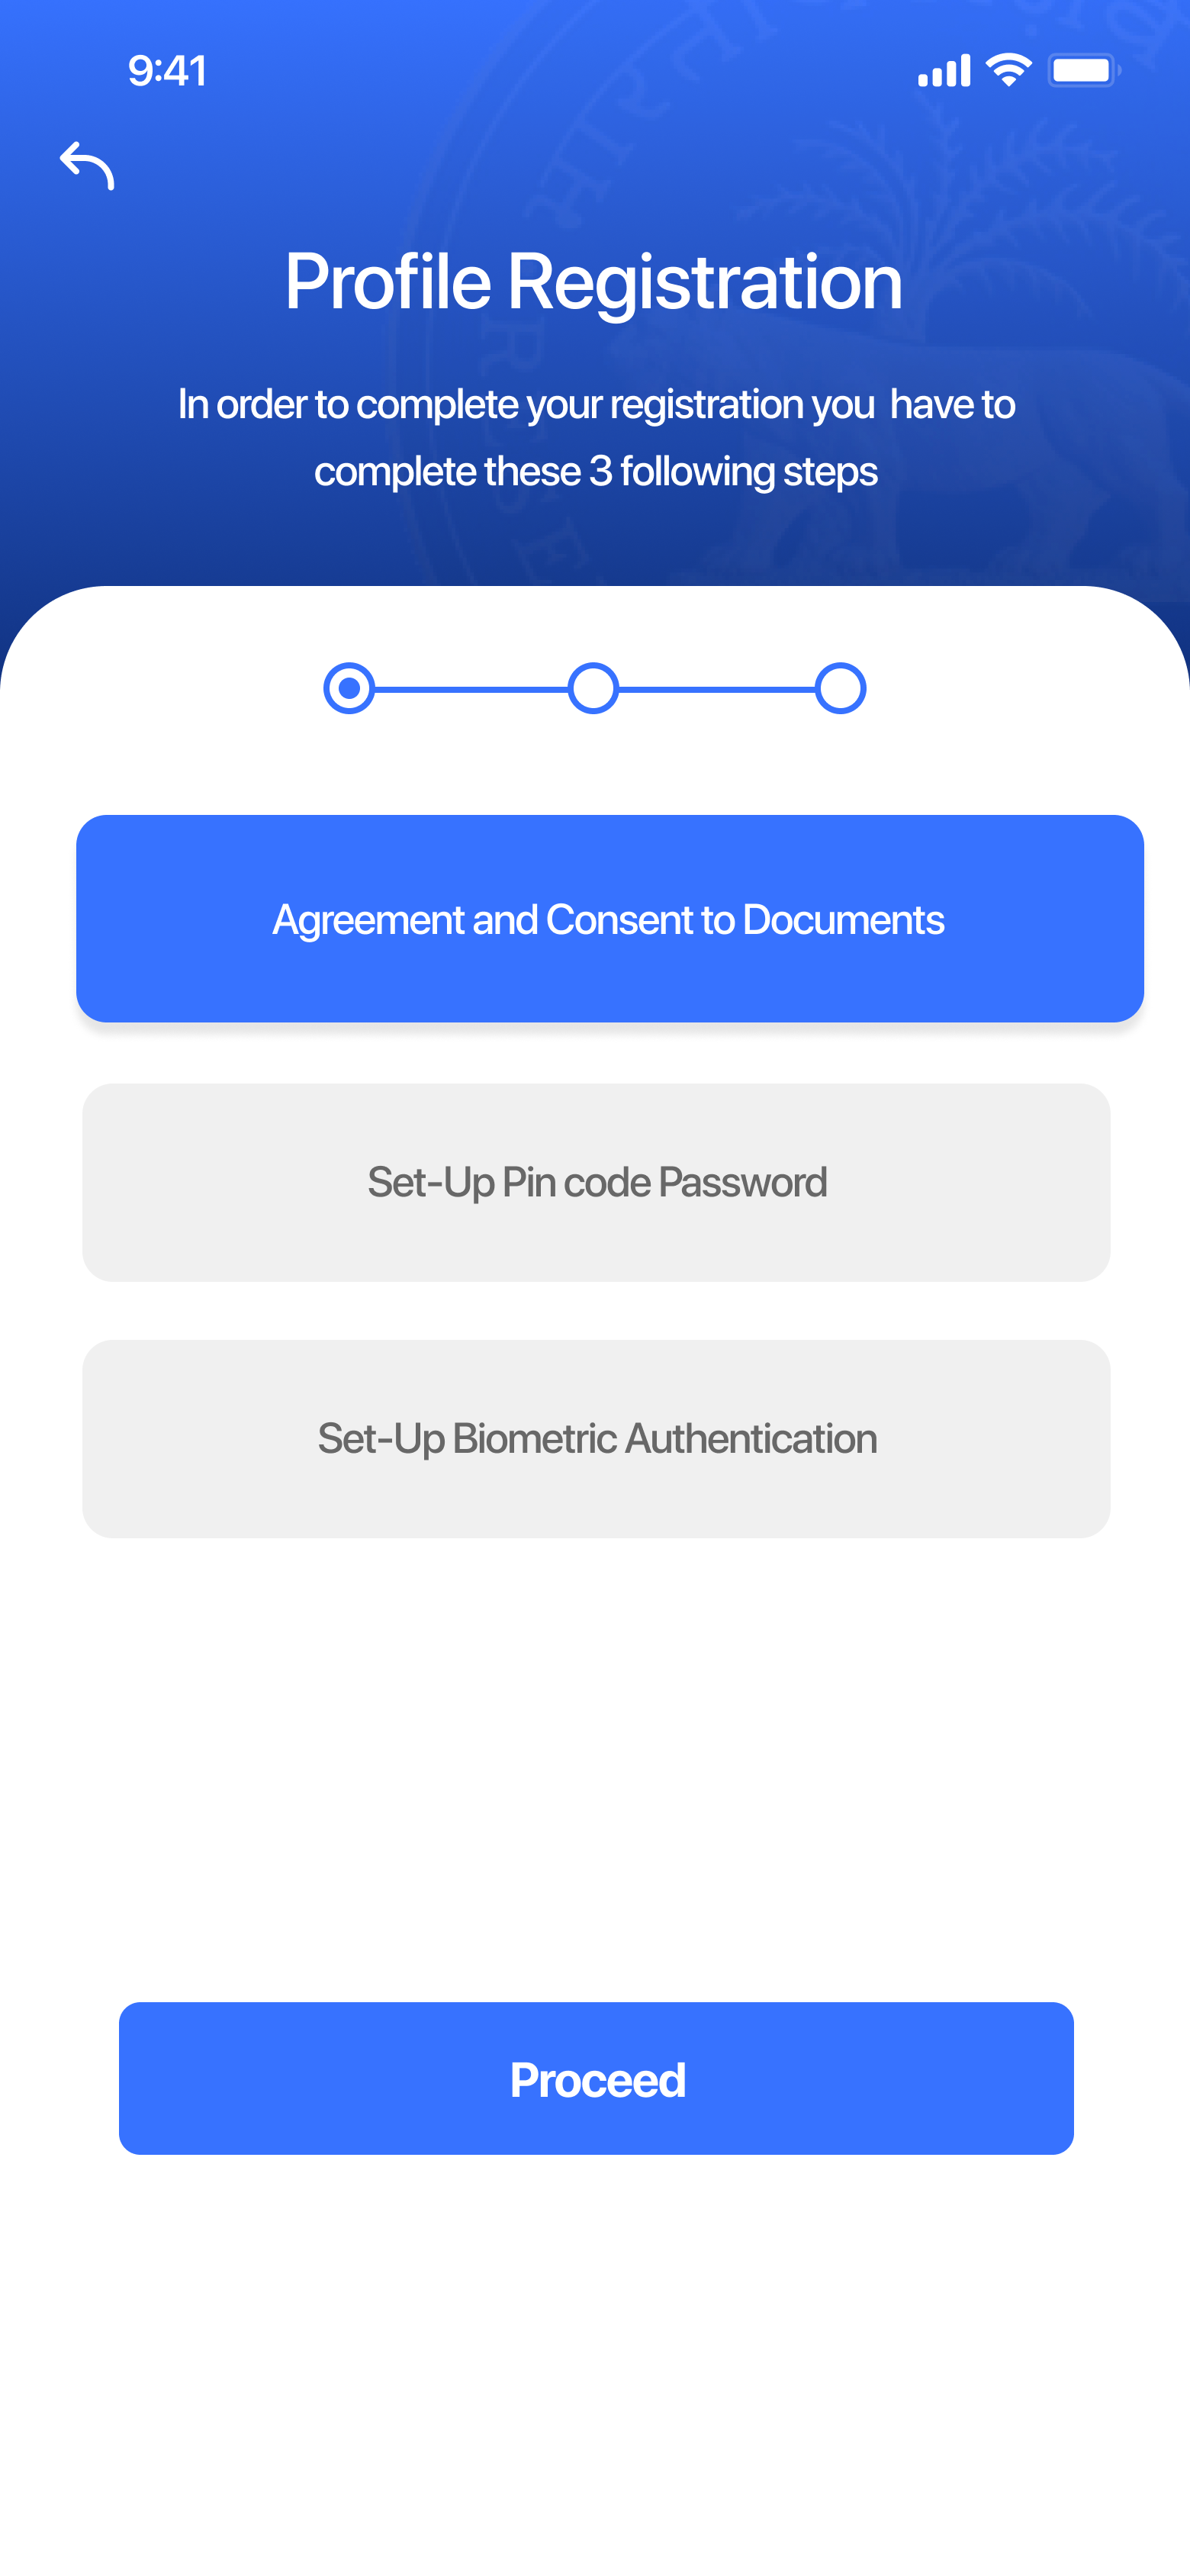 9:41
Profile Registration
In order to complete your registration you  have to
complete these 3 following steps
Agreement and Consent to Documents
Set-Up Pin code Password
Set-Up Biometric Authentication
Proceed